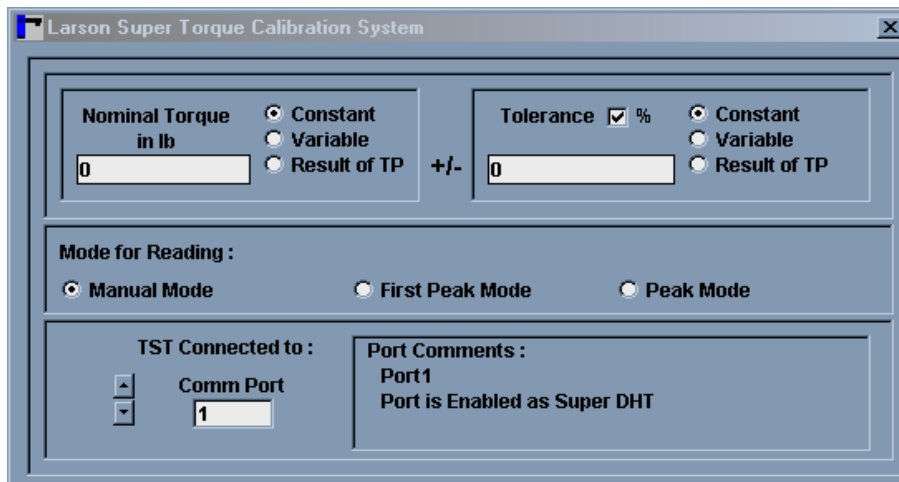 Larson Super Torque Calibration System
Nominal Torque
in lb
0
Constant
Variable
Result of TP
+/-
Tolerance %
0
Constant
Variable
Result of TP
Mode for Reading :
Manual Mode First Peak Mode Peak Mode
TST Connected to :
Comm Port
1
Port Comments :
Port1
Port is Enabled as Super DHT